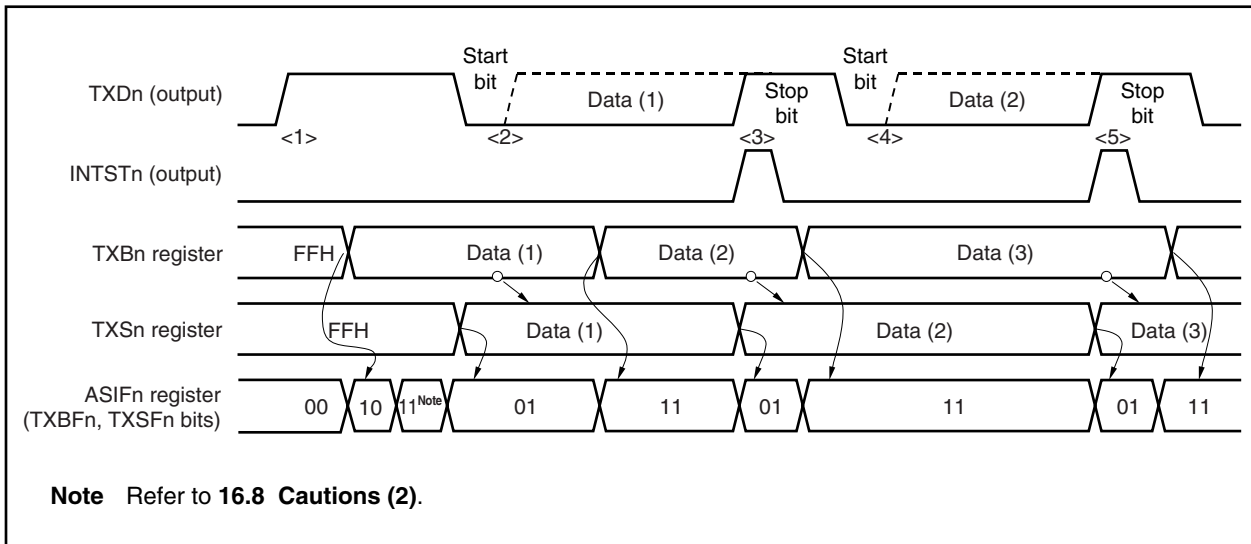 Start bit
Start bit
TXDn (output)
Data (1)
Stop bit
Data (2)
Stop bit
<1>
<2>
<3>
<4>
<5>
INTSTn (output)
TXBn register
FFH
Data (1)
Data (2)
Data (3)
TXSn register
FFH
Data (1)
Data (2)
Data (3)
ASIFn register
(TXBFn, TXSFn bits)
00
10
11 Note
01
11
01
11
01
11
Note Refer to 16.8 Cautions (2).